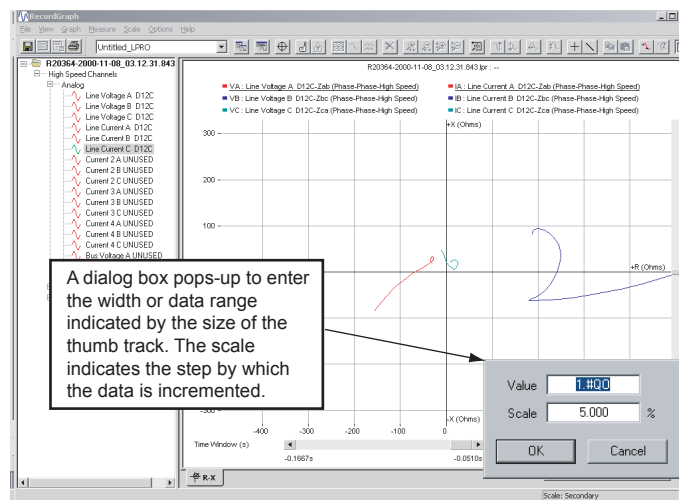 RecordGraph
File View Graph Measure Scale Options Help
Untitled_LPRO
R20364-2000-11-08_03.12.31.843
High Speed Channels
Analog
Line Voltage A D12C
Line Voltage B D12C
Line Voltage C D12C
Line Current A D12C
Line Current B D12C
Line Current C D12C
Current 2 A UNUSED
Current 2 B UNUSED
Current 2 C UNUSED
Current 3 A UNUSED
Current 3 B UNUSED
Current 3 C UNUSED
Current 4 A UNUSED
Current 4 B UNUSED
Current 4 C UNUSED
Bus Voltage A UNUSED
R20364-2000-11-08_03.12.31 843.lpr ; --
VA : Line Voltage A D12C-Zab (Phase-Phase-High Speed)
IA : Line Current A D12C-Zab (Phase-Phase-High Speed)
VB : Line Voltage B D12C-Zbc (Phase-Phase-High Speed)
IB : Line Current B D12C-Zbc (Phase-Phase-High Speed)
VC : Line Voltage C D12C-Zca (Phase-Phase-High Speed)
IC : Line Current C D12C-Zca (Phase-Phase-High Speed)
+X (Ohms)
300
200
100
+R (Ohms)
A dialog box pops-up to enter
the width or data range
indicated by the size of the
thumb track. The scale
indicates the step by which
the data is incremented.
-X (Ohms)
-400 -300 -200 -100 0
Time Window (s)
-0.1667s -0.0510s
Value 1.#QO
Scale 5.000 %
OK Cancel
R-X
Scale: Secondary